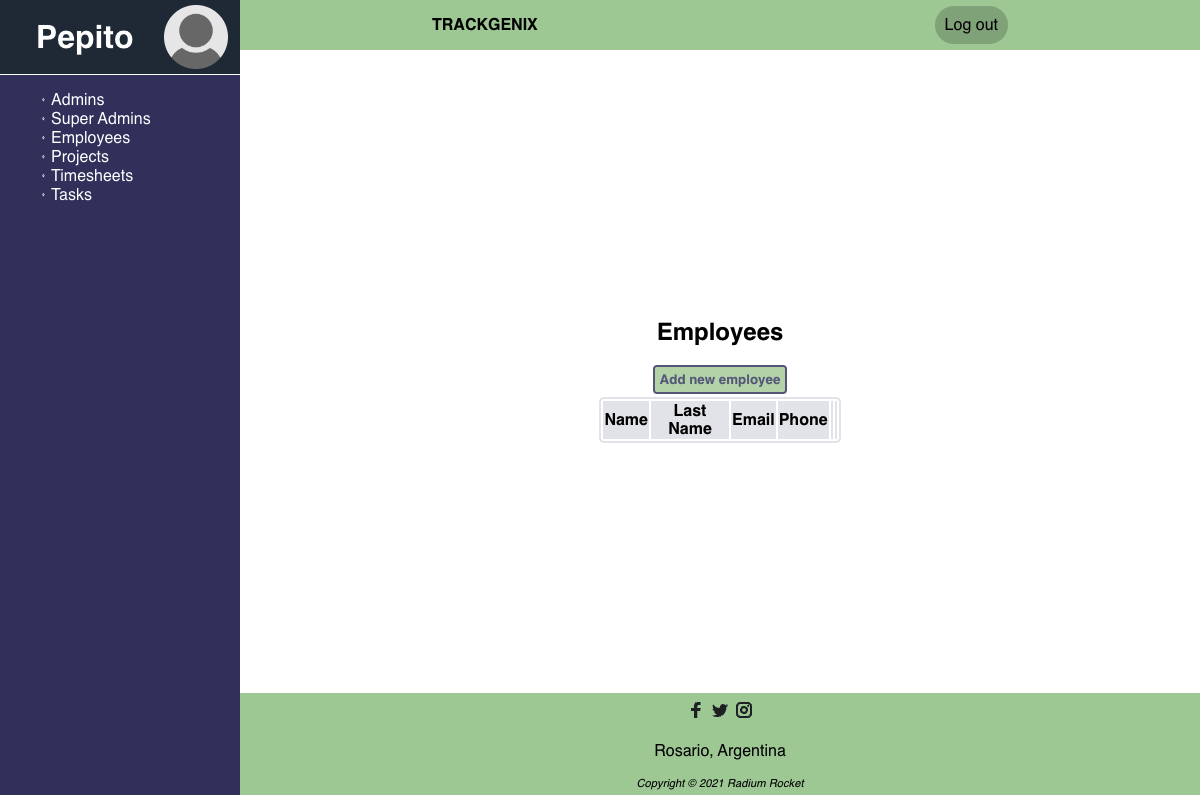 Pepito
TRACKGENIX
Log out
Admins
Super Admins
Employees
Projects
Timesheets
Tasks
Employees
Add new employee
Name Last Name Email Phone
Rosario, Argentina
Copyright © 2021 Radium Rocket